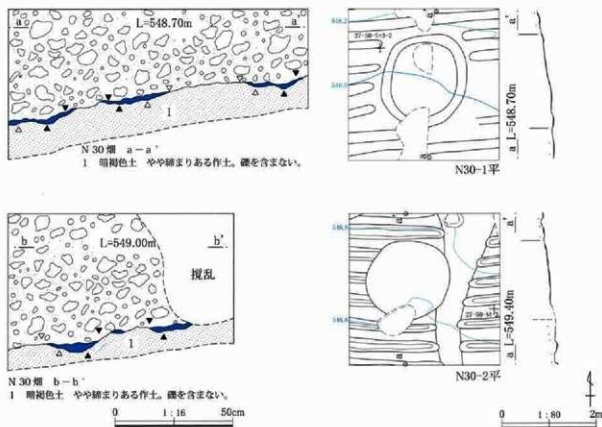 a L=548.70m a'
1
N 30 畑 a－a'
1 暗褐色土 やや締まりある作土。礫を含まない。
a'
a L=548.70m
N30-1平
b L=549.00m b'
撹乱
1
N 30 畑 b－b'
1 暗褐色土 やや締まりある作土。礫を含まない。
0 1:16 50cm
a'
a L=549.40m
N30-2平
0 1:80 2m